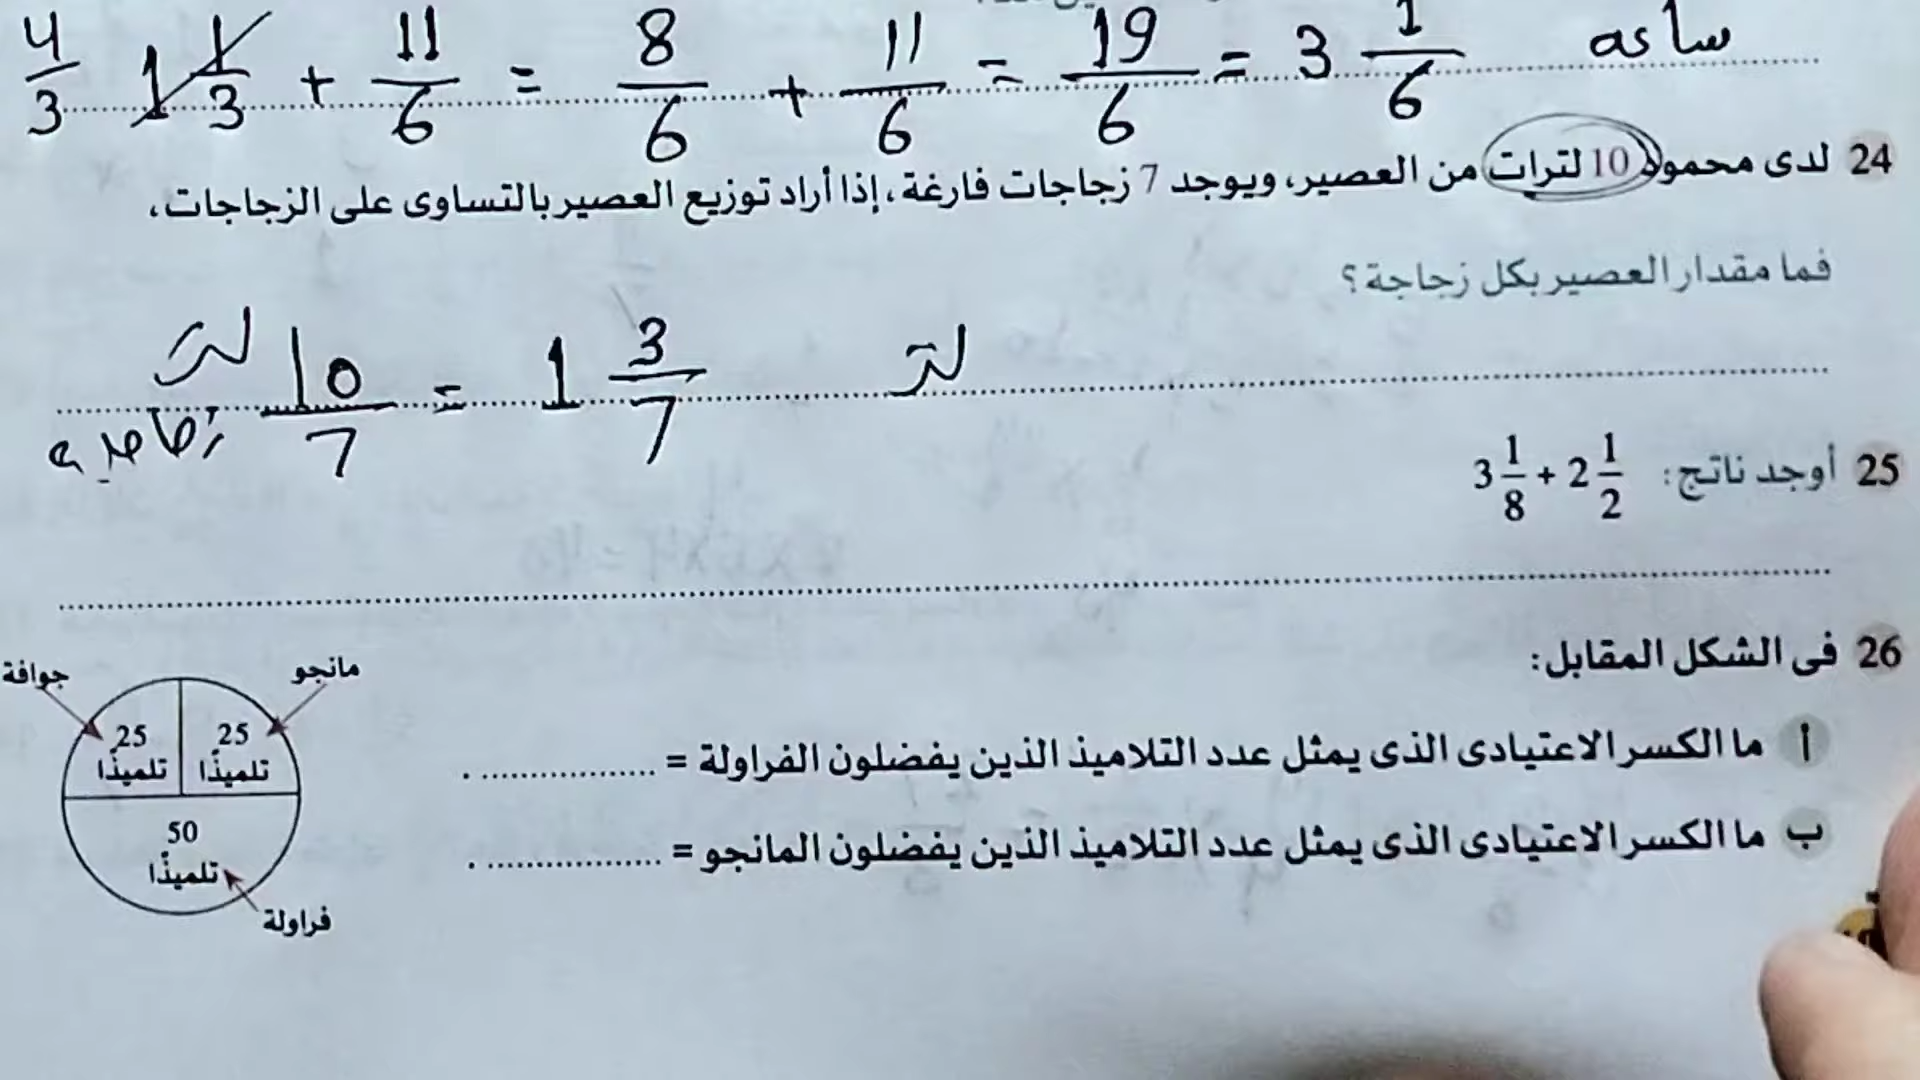 4/3 1 1/3 + 11/6 = 8/6 + 11/6 = 19/6 = 3 1/6 ساعه
24 لدى محمود 10 لترات من العصير، ويوجد 7 زجاجات فارغة، إذا أراد توزيع العصير بالتساوى على الزجاجات،
فما مقدار العصير بكل زجاجة؟
لتر 10/7 = 1 3/7 لتر
25 أوجد ناتج: 3 1/8 + 2 1/2
26 فى الشكل المقابل:
أ ما الكسر الاعتيادى الذى يمثل عدد التلاميذ الذين يفضلون الفراولة = .................. .
ب ما الكسر الاعتيادى الذى يمثل عدد التلاميذ الذين يفضلون المانجو = .................. .
مانجو
جوافة
25 تلميذًا
25 تلميذًا
50 تلميذًا
فراولة